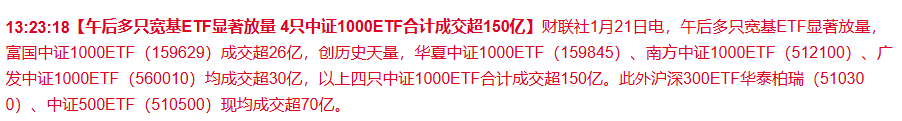 13:23:18【午后多只宽基ETF显著放量 4只中证1000ETF合计成交超150亿】财联社1月21日电，午后多只宽基ETF显著放量，
富国中证1000ETF（159629）成交超26亿，创历史天量，华夏中证1000ETF（159845）、南方中证1000ETF（512100）、广
发中证1000ETF（560010）均成交超30亿，以上四只中证1000ETF合计成交超150亿。此外沪深300ETF华泰柏瑞（51030
0）、中证500ETF（510500）现均成交超70亿。